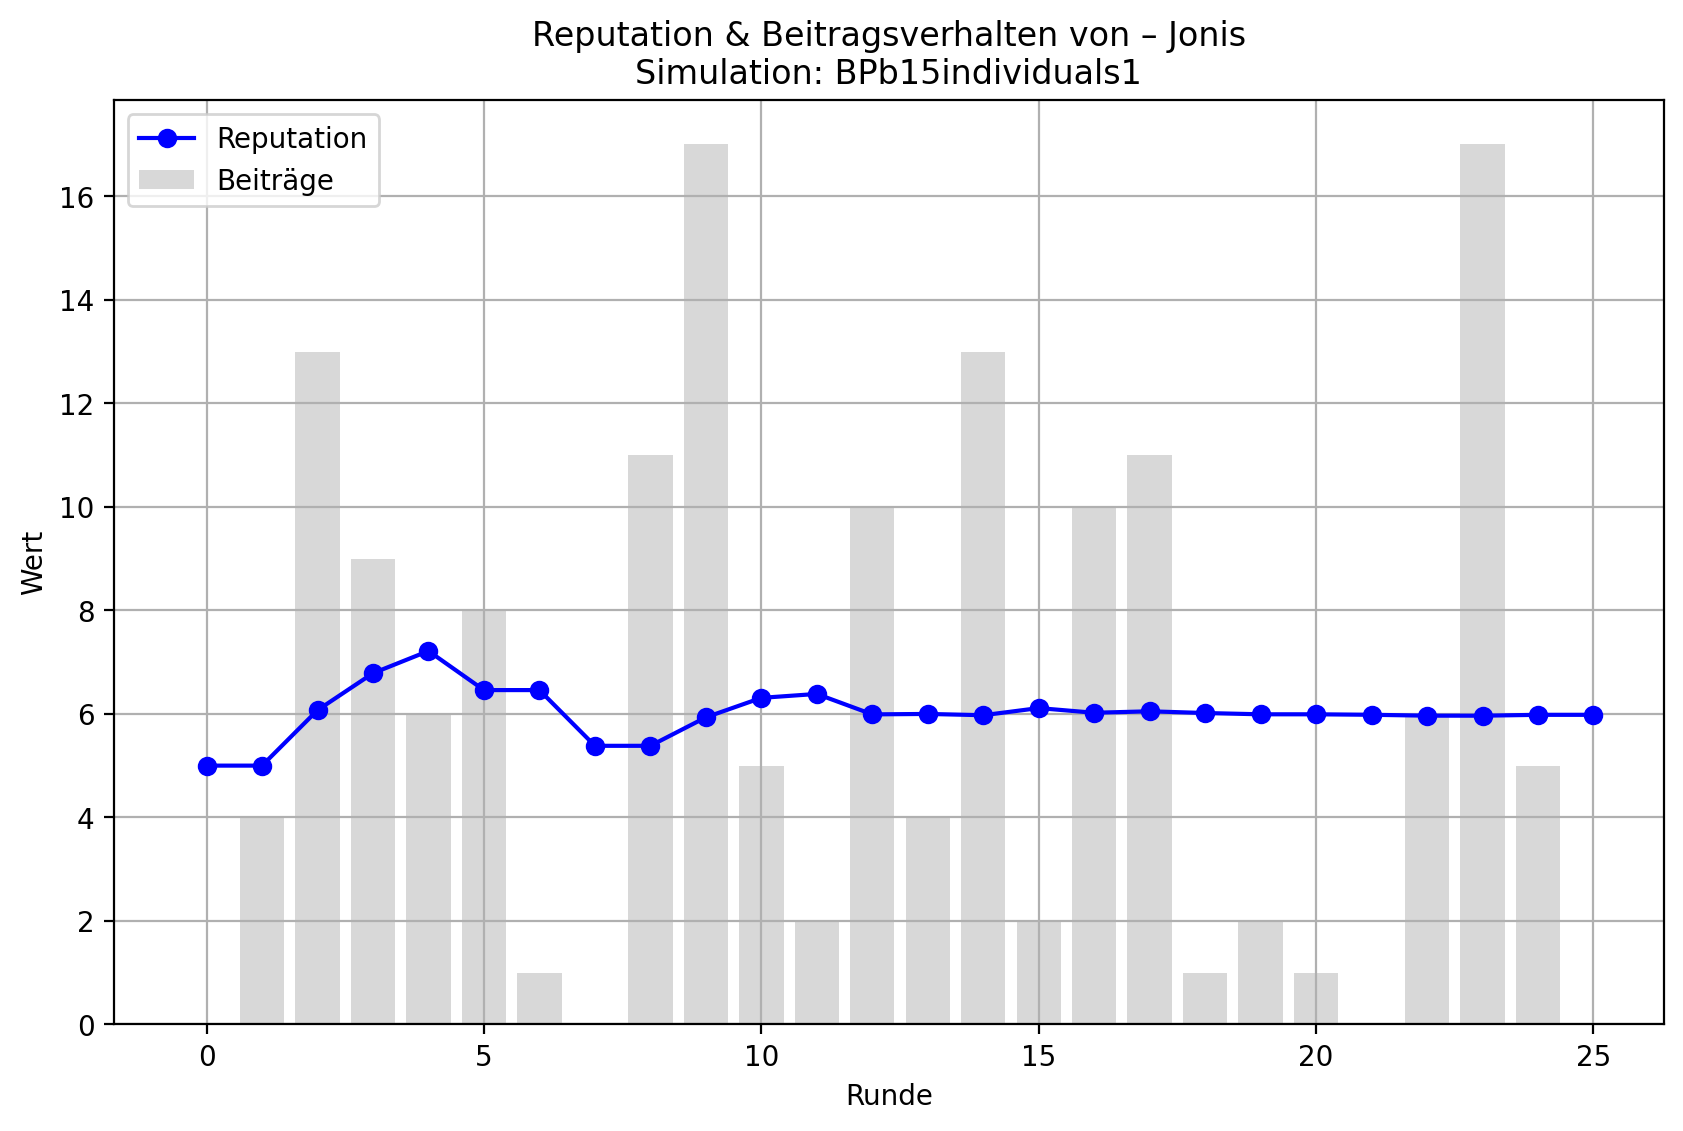 Reputation & Beitragsverhalten von – Jonis
Simulation: BPb15individuals1
Reputation
Beiträge
Wert
16
14
12
10
8
6
4
2
0
0 5 10 15 20 25
Runde